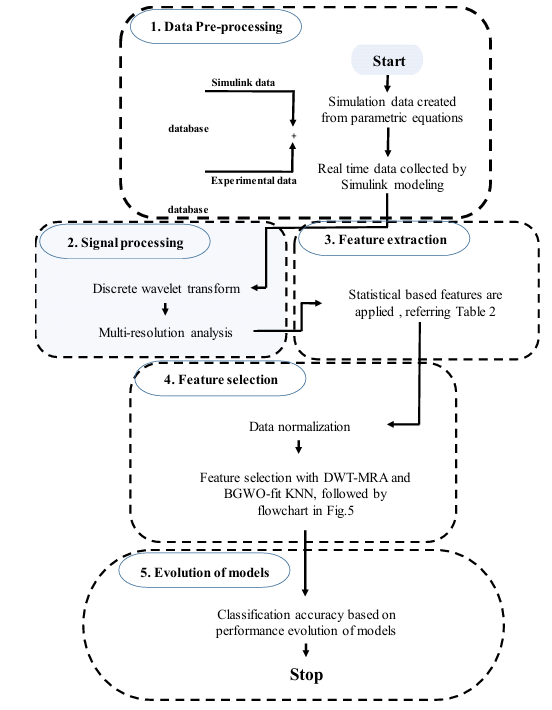 1. Data Pre-processing
Start
Simulink data
Simulation data created
from parametric equations
database
+
Real time data collected by
Simulink modeling
Experimental data
database
2. Signal processing
Discrete wavelet transform
Multi-resolution analysis
3. Feature extraction
Statistical based features are
applied , referring Table 2
4. Feature selection
Data normalization
Feature selection with DWT-MRA and
BGWO-fit KNN, followed by
flowchart in Fig.5
5. Evolution of models
Classification accuracy based on
performance evolution of models
Stop